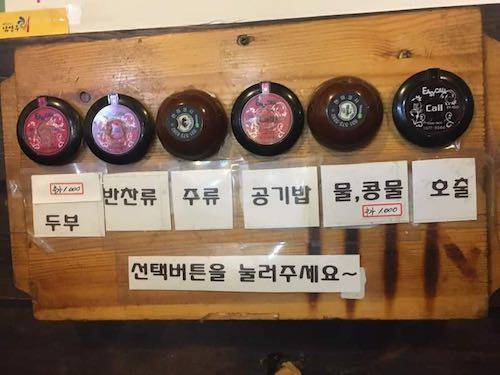 Call
추가 1,000
두부
반찬류
주류
공기밥
물,콩물
추가 1,000
호출
선택버튼을 눌러주세요~